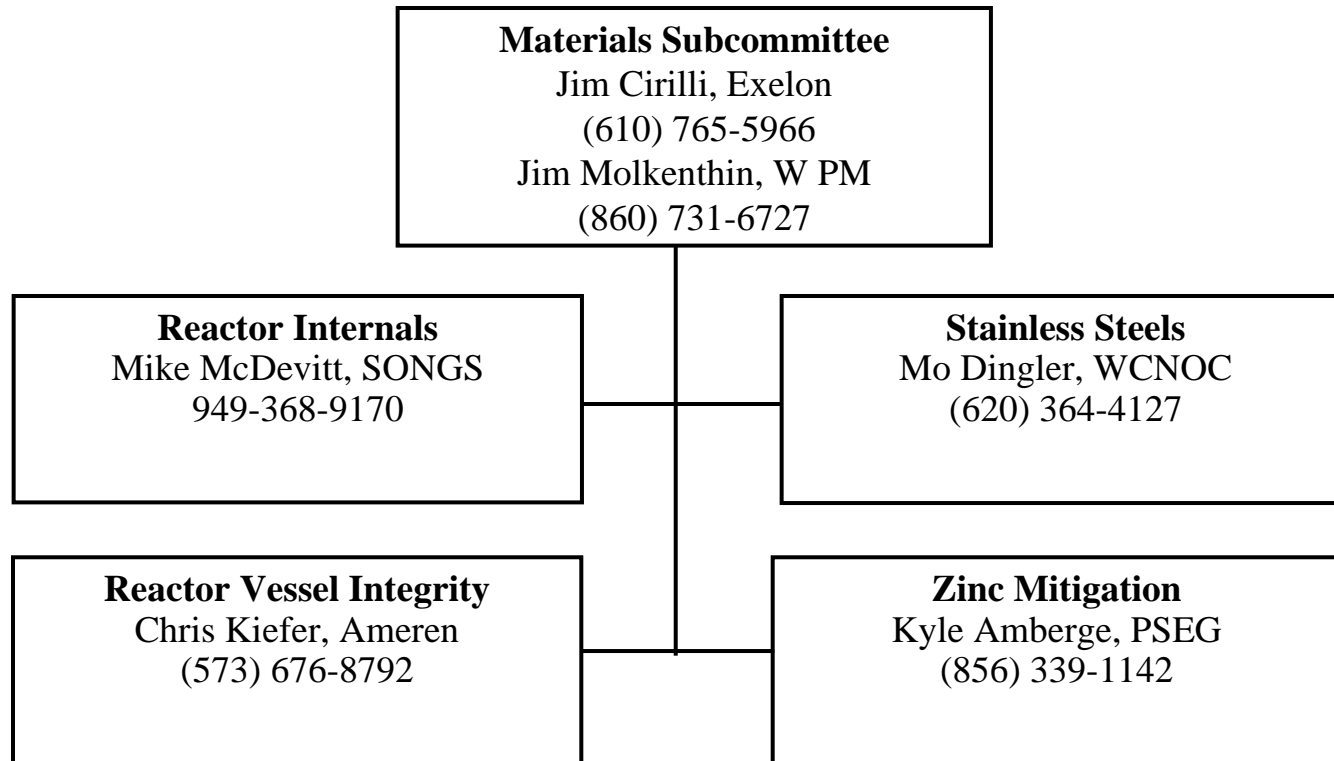 Materials Subcommittee
Jim Cirilli, Exelon
(610) 765-5966
Jim Molkenthin, W PM
(860) 731-6727
Reactor Internals
Mike McDevitt, SONGS
949-368-9170
Stainless Steels
Mo Dingler, WCNOC
(620) 364-4127
Reactor Vessel Integrity
Chris Kiefer, Ameren
(573) 676-8792
Zinc Mitigation
Kyle Amberge, PSEG
(856) 339-1142